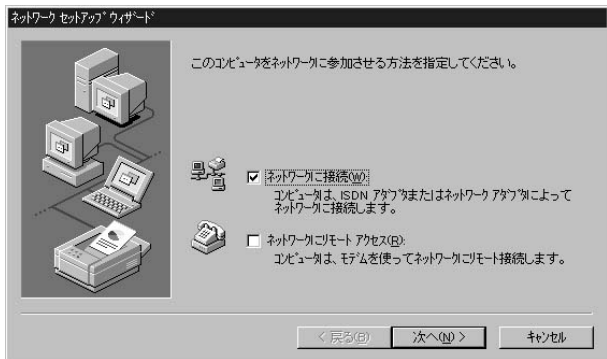 ネットワーク セットアップ ウィザード
このコンピュータをネットワークに参加させる方法を指定してください。
ネットワークに接続(W):
コンピュータは、ISDN アダプタまたはネットワーク アダプタによって
ネットワークに接続します。
ネットワークにリモート アクセス(R):
コンピュータは、モデムを使ってネットワークにリモート接続します。
< 戻る(B)
次へ(N) >
キャンセル